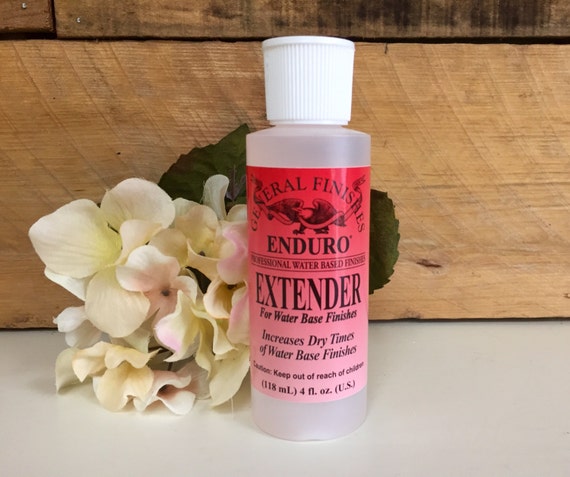 GENERAL FINISHES
ENDURO
PROFESSIONAL WATER BASED FINISHES
EXTENDER
For Water Base Finishes
Increases Dry Times
of Water Base Finishes
Caution: Keep out of reach of children
(118 mL) 4 fl. oz. (U.S.)